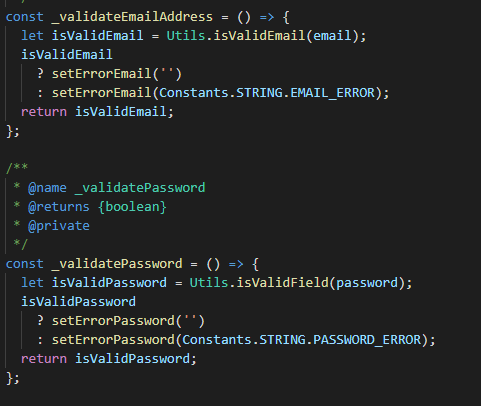 const _validateEmailAddress = () => {
  let isValidEmail = Utils.isValidEmail(email);
  isValidEmail
    ? setErrorEmail('')
    : setErrorEmail(Constants.STRING.EMAIL_ERROR);
  return isValidEmail;
};

/**
 * @name _validatePassword
 * @returns {boolean}
 * @private
 */
const _validatePassword = () => {
  let isValidPassword = Utils.isValidField(password);
  isValidPassword
    ? setErrorPassword('')
    : setErrorPassword(Constants.STRING.PASSWORD_ERROR);
  return isValidPassword;
};